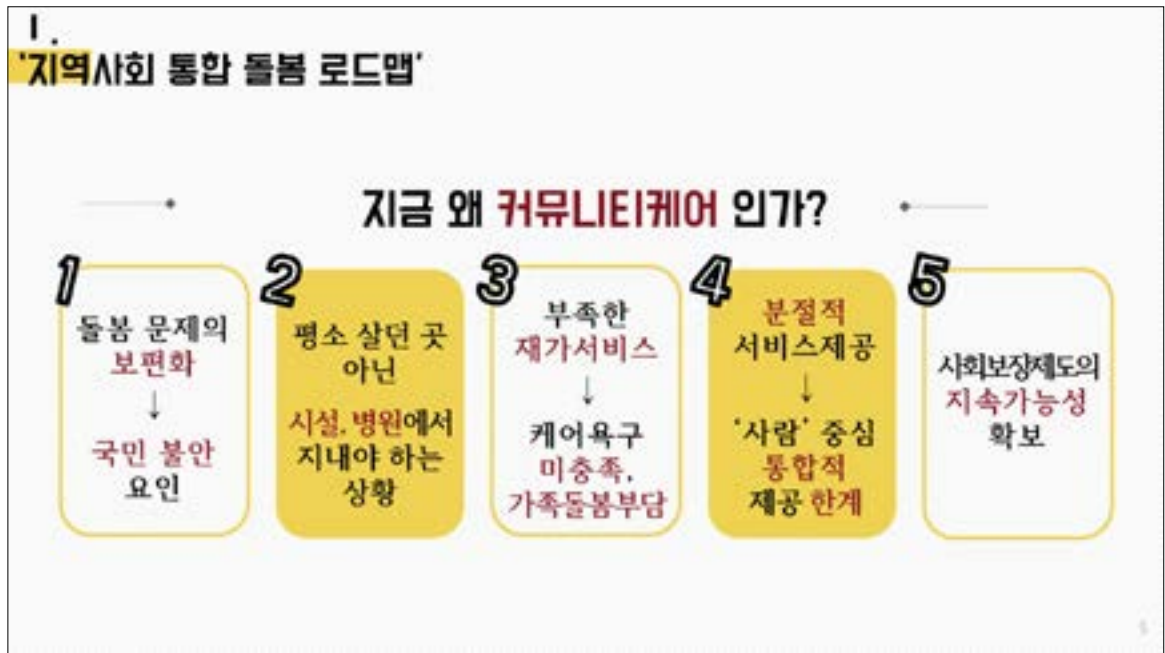 I.
'지역사회 통합 돌봄 로드맵'
지금 왜 커뮤니티케어 인가?
1
돌봄 문제의
보편화
↓
국민 불안
요인
2
평소 살던 곳
아닌
시설, 병원에서
지내야 하는
상황
3
부족한
재가서비스
↓
케어욕구
미충족,
가족돌봄부담
4
분절적
서비스제공
↓
'사람' 중심
통합적
제공 한계
5
사회보장제도의
지속가능성
확보